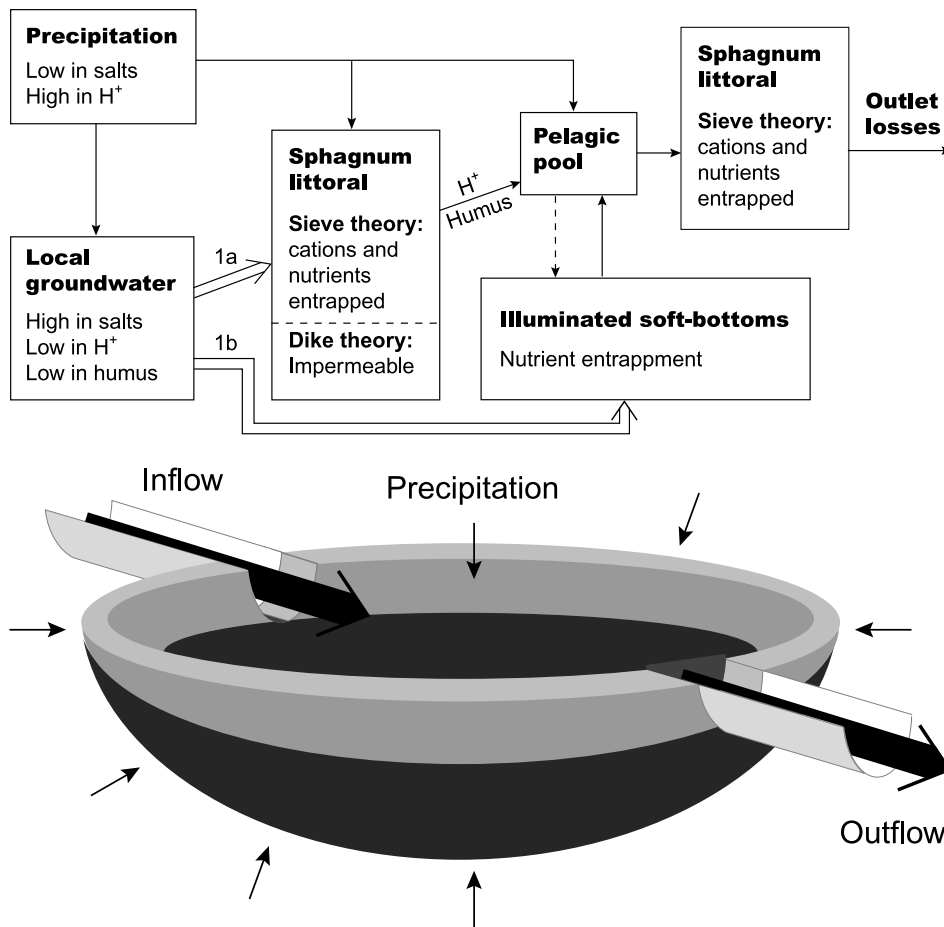 Precipitation
Low in salts
High in H⁺
Local
groundwater
High in salts
Low in H⁺
Low in humus
1a
1b
Sphagnum
littoral
Sieve theory:
cations and
nutrients
entrapped
Dike theory:
Impermeable
H⁺
Humus
Pelagic
pool
Illuminated soft-bottoms
Nutrient entrappment
Sphagnum
littoral
Sieve theory:
cations and
nutrients
entrapped
Outlet
losses
Inflow
Precipitation
Outflow